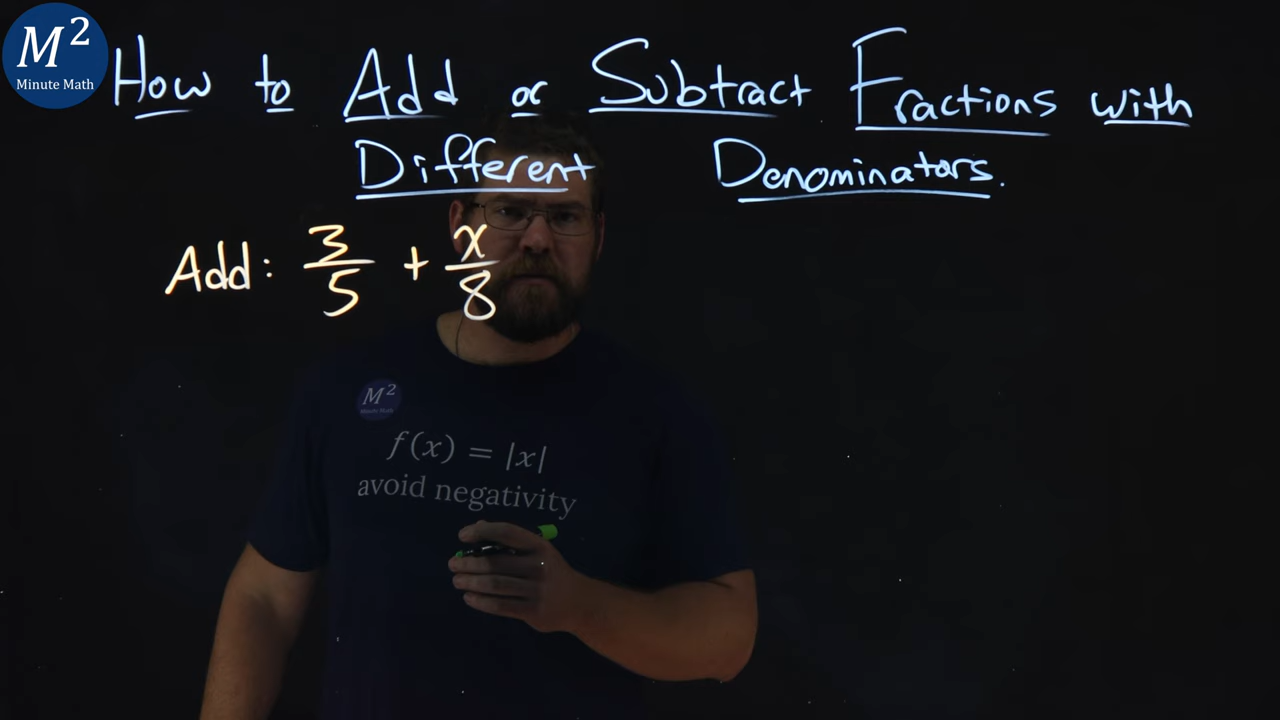 M²
Minute Math
How to Add or Subtract Fractions with
Different Denominators.
Add: 3/5 + x/8
M²
Minute Math
f(x) = |x|
avoid negativity